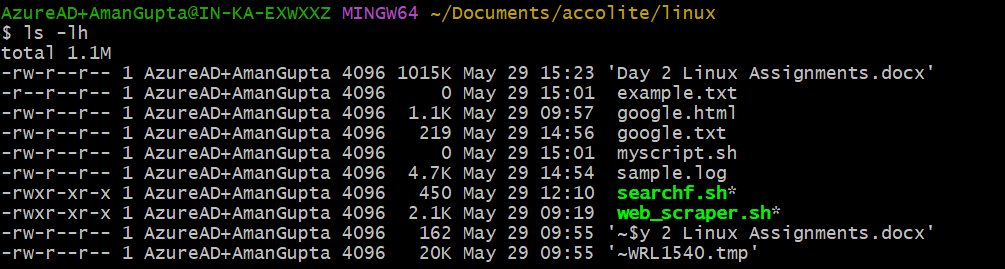 AzureAD+AmanGupta@IN-KA-EXWXXZ MINGW64 ~/Documents/accolite/linux
$ ls -lh
total 1.1M
-rw-r--r-- 1 AzureAD+AmanGupta 4096 1015K May 29 15:23 'Day 2 Linux Assignments.docx'
-r--r--r-- 1 AzureAD+AmanGupta 4096     0 May 29 15:01  example.txt
-rw-r--r-- 1 AzureAD+AmanGupta 4096  1.1K May 29 09:57  google.html
-rw-r--r-- 1 AzureAD+AmanGupta 4096   219 May 29 14:56  google.txt
-rw-r--r-- 1 AzureAD+AmanGupta 4096     0 May 29 15:01  myscript.sh
-rw-r--r-- 1 AzureAD+AmanGupta 4096  4.7K May 29 14:54  sample.log
-rwxr-xr-x 1 AzureAD+AmanGupta 4096   450 May 29 12:10  searchf.sh*
-rwxr-xr-x 1 AzureAD+AmanGupta 4096  2.1K May 29 09:19  web_scraper.sh*
-rw-r--r-- 1 AzureAD+AmanGupta 4096   162 May 29 09:55 '~$y 2 Linux Assignments.docx'
-rw-r--r-- 1 AzureAD+AmanGupta 4096   20K May 29 09:55 '~WRL1540.tmp'